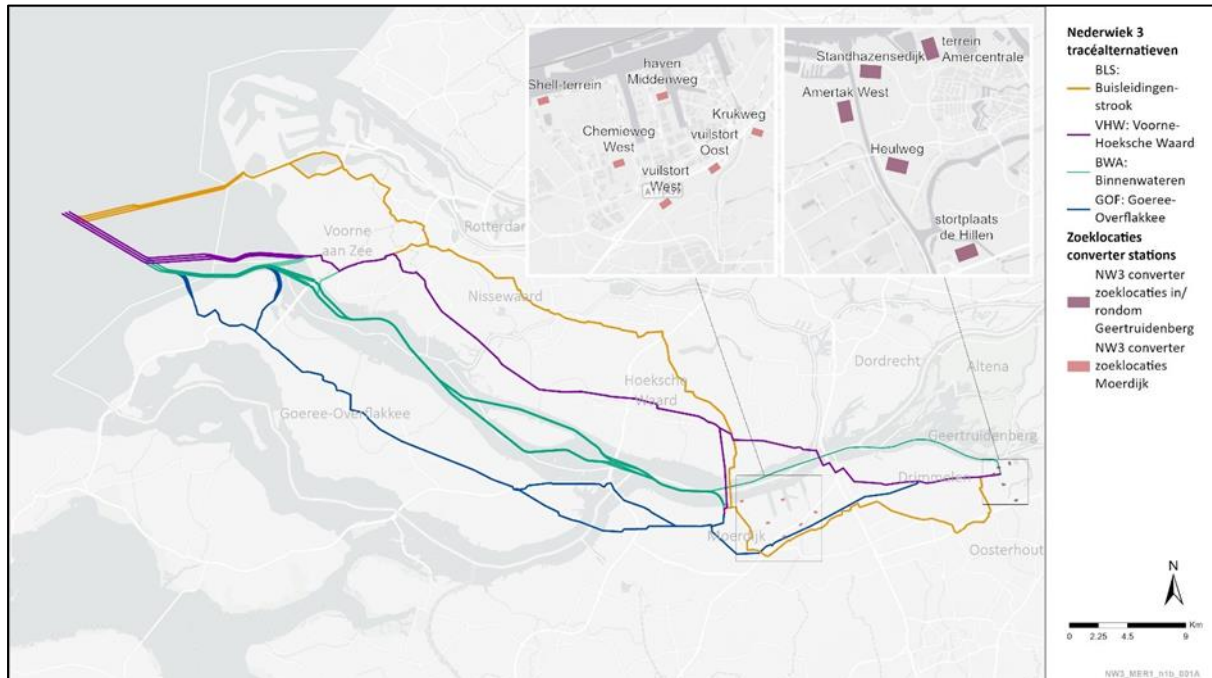 Shell-terrein
haven
Middenweg
Krukweg
Chemieweg
West
vuilstort
Oost
vuilstort
West
terrein
Amercentrale
Standhazensedijk
Amertak West
Heulweg
stortplaats
de Hillen
Voorne
aan Zee
Nissewaard
Hoeksche
Waard
Dordrecht
Altena
Goeree-Overflakkee
Geertruidenberg
Drimmelen
Moerdijk
Oosterhout
Nederwiek 3
tracéalternatieven
BLS:
Buisleidingen-
strook
VHW: Voorne-
Hoeksche Waard
BWA:
Binnenwateren
GOF: Goeree-
Overflakkee
Zoeklocaties
converter stations
NW3 converter
zoeklocaties in/
rondom
Geertruidenberg
NW3 converter
zoeklocaties
Moerdijk
N
Km
0 2.25 4.5 9
NW3_MER1_h1b_001A